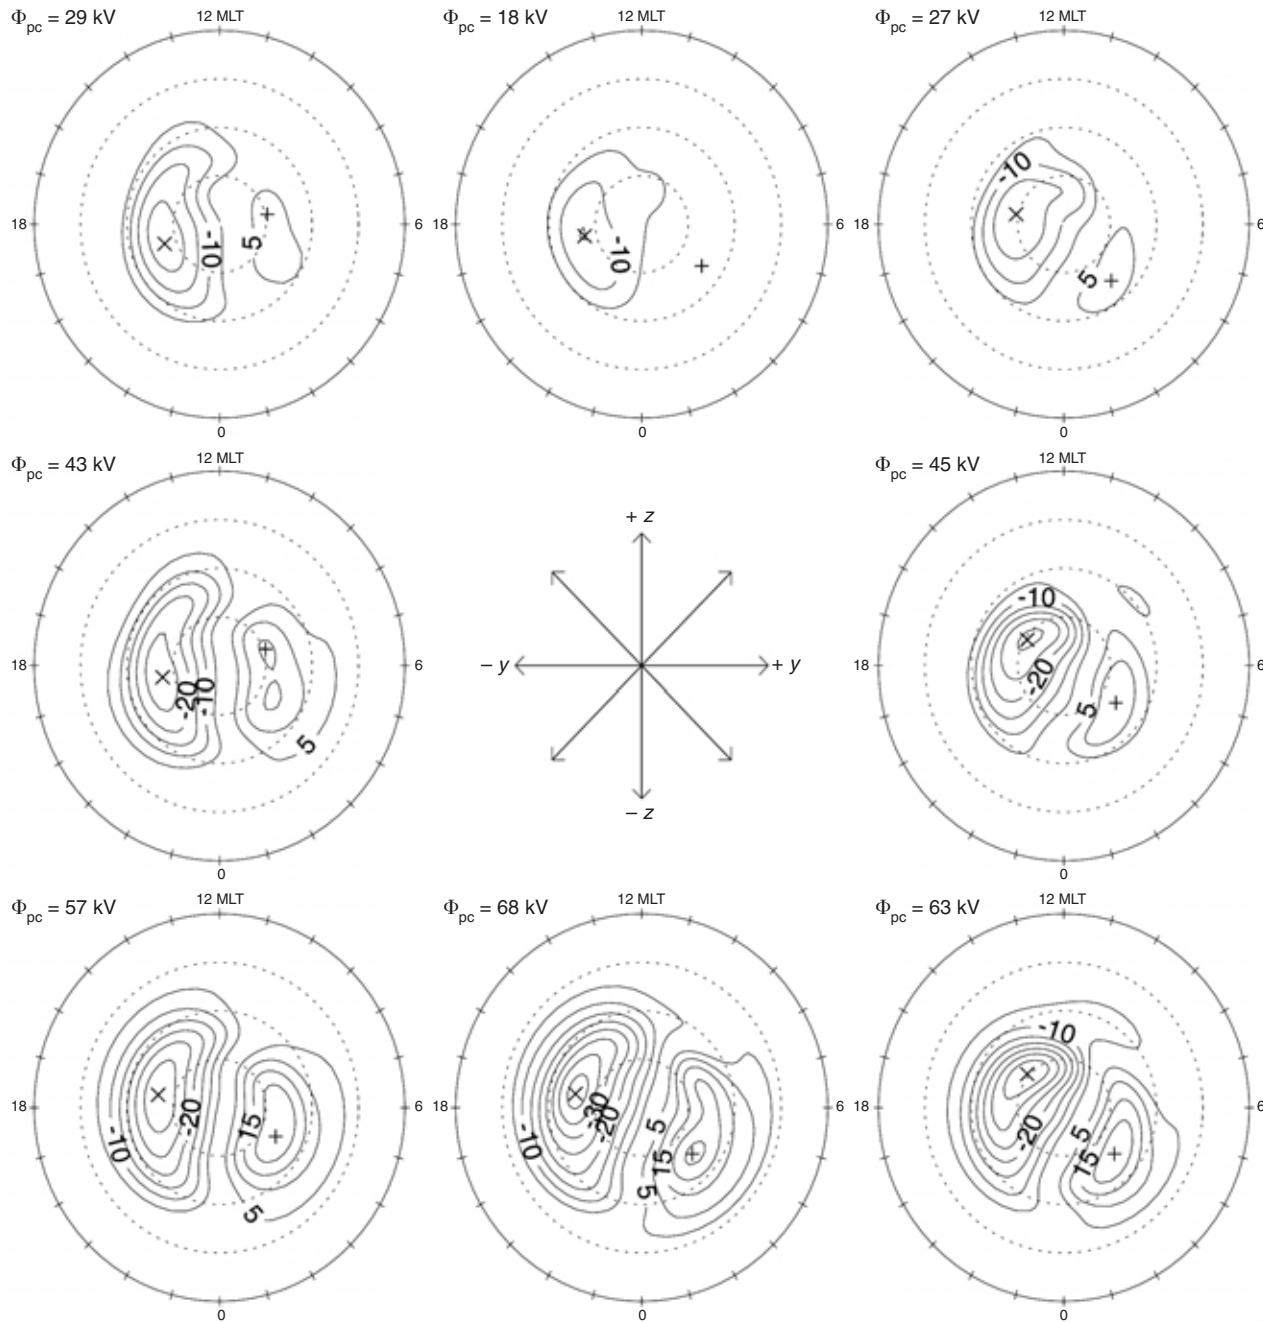 Φpc = 29 kV
12 MLT
Φpc = 18 kV
12 MLT
Φpc = 27 kV
12 MLT
18
-10
5
6
18
-10
6
18
-10
5
6
0
0
0
Φpc = 43 kV
12 MLT
Φpc = 45 kV
12 MLT
+ z
18
-20
-10
5
6
– y
+ y
18
-10
-20
5
6
– z
0
0
Φpc = 57 kV
12 MLT
Φpc = 68 kV
12 MLT
Φpc = 63 kV
12 MLT
18
-10
-20
15
5
6
18
-10
-30
-20
5
15
5
6
18
-10
-20
5
15
6
0
0
0